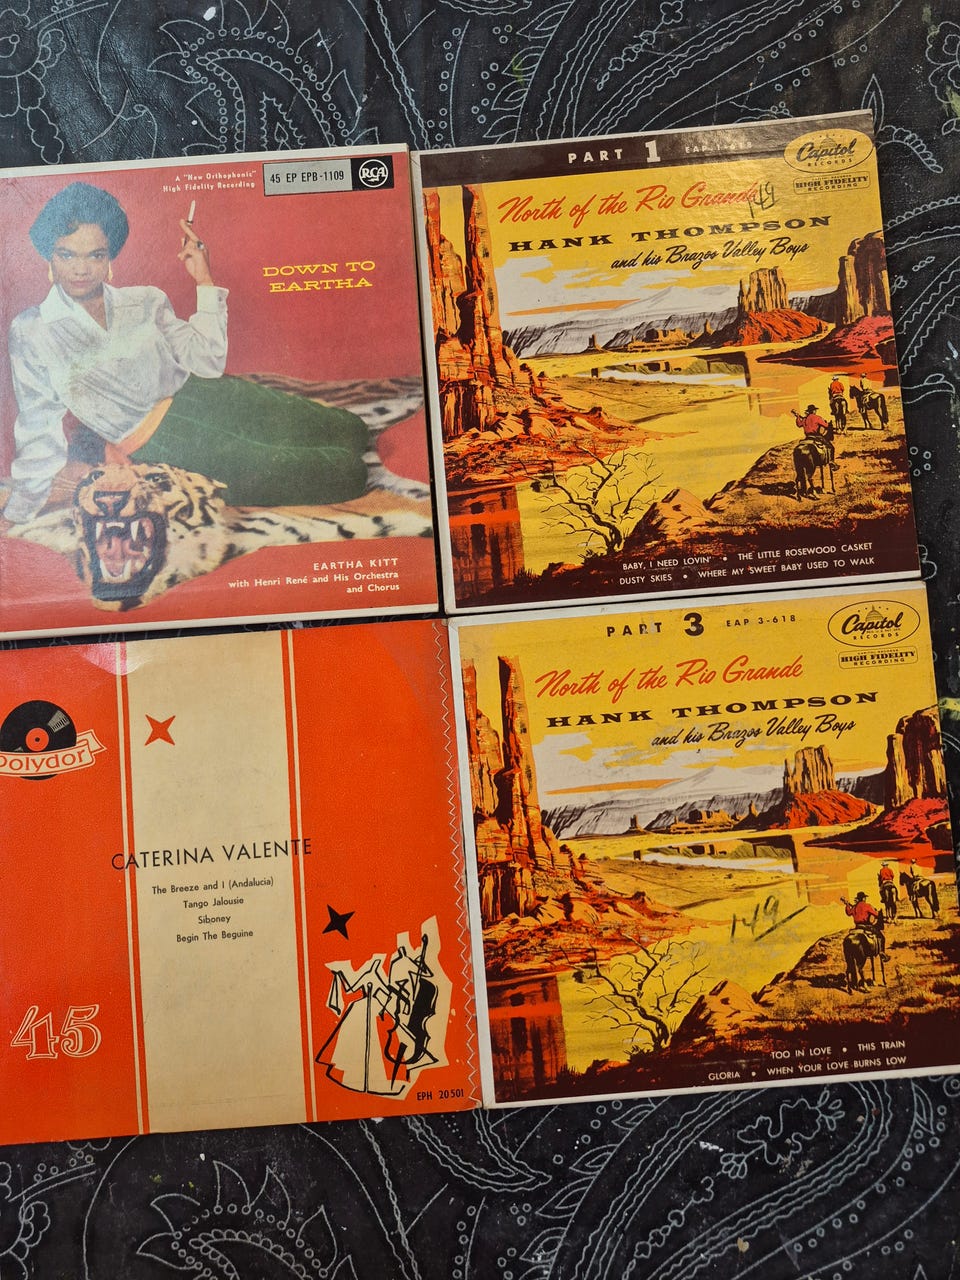 A "New Orthophonic"
High Fidelity Recording
45 EP EPB-1109
RCA
DOWN TO
EARTHA
EARTHA KITT
with Henri René and His Orchestra
and Chorus
PART 1 EAP 1-618
Capitol
RECORDS
HIGH FIDELITY
RECORDING
North of the Rio Grande
149
HANK THOMPSON
and his Brazos Valley Boys
BABY, I NEED LOVIN' • THE LITTLE ROSEWOOD CASKET
DUSTY SKIES • WHERE MY SWEET BABY USED TO WALK
polydor
CATERINA VALENTE
The Breeze and I (Andalucia)
Tango Jalousie
Siboney
Begin The Beguine
45
EPH 20501
PART 3 EAP 3-618
Capitol
RECORDS
HIGH FIDELITY
RECORDING
North of the Rio Grande
HANK THOMPSON
and his Brazos Valley Boys
149
TOO IN LOVE • THIS TRAIN
GLORIA • WHEN YOUR LOVE BURNS LOW